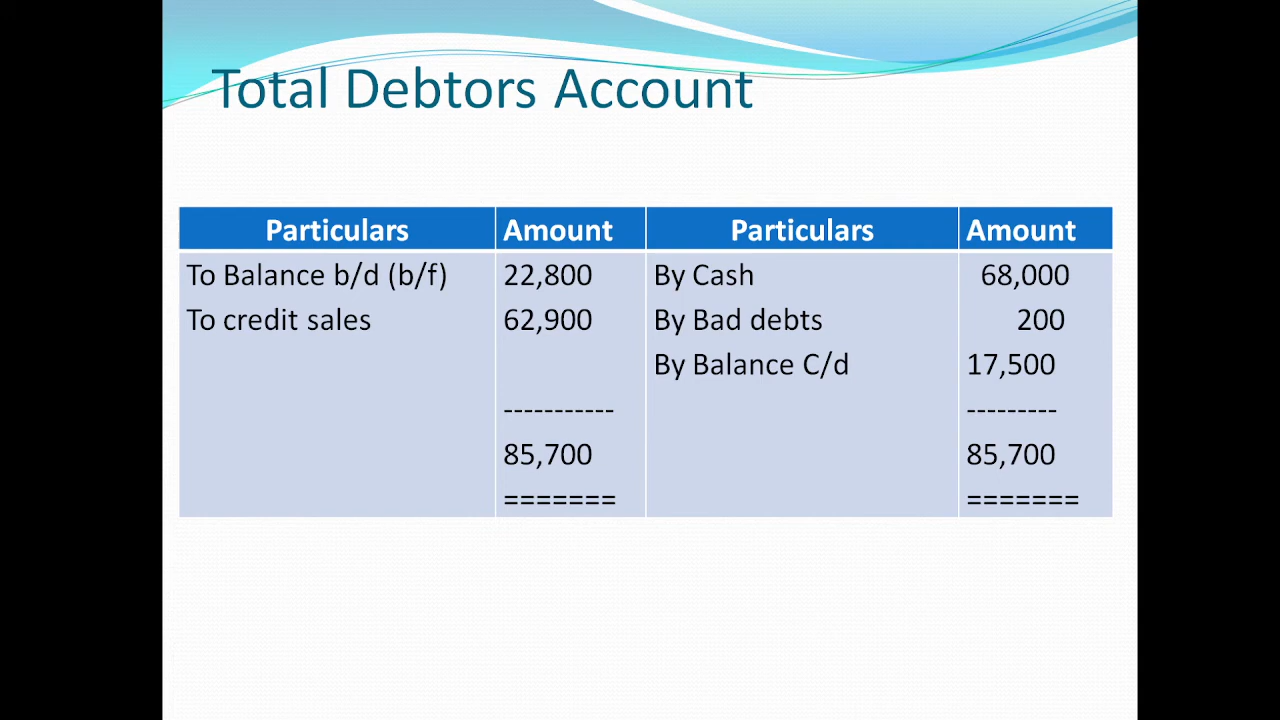 Total Debtors Account
Particulars Amount Particulars Amount
To Balance b/d (b/f) 22,800 By Cash 68,000
To credit sales 62,900 By Bad debts 200
By Balance C/d 17,500
----------- ---------
85,700 85,700
======= =======